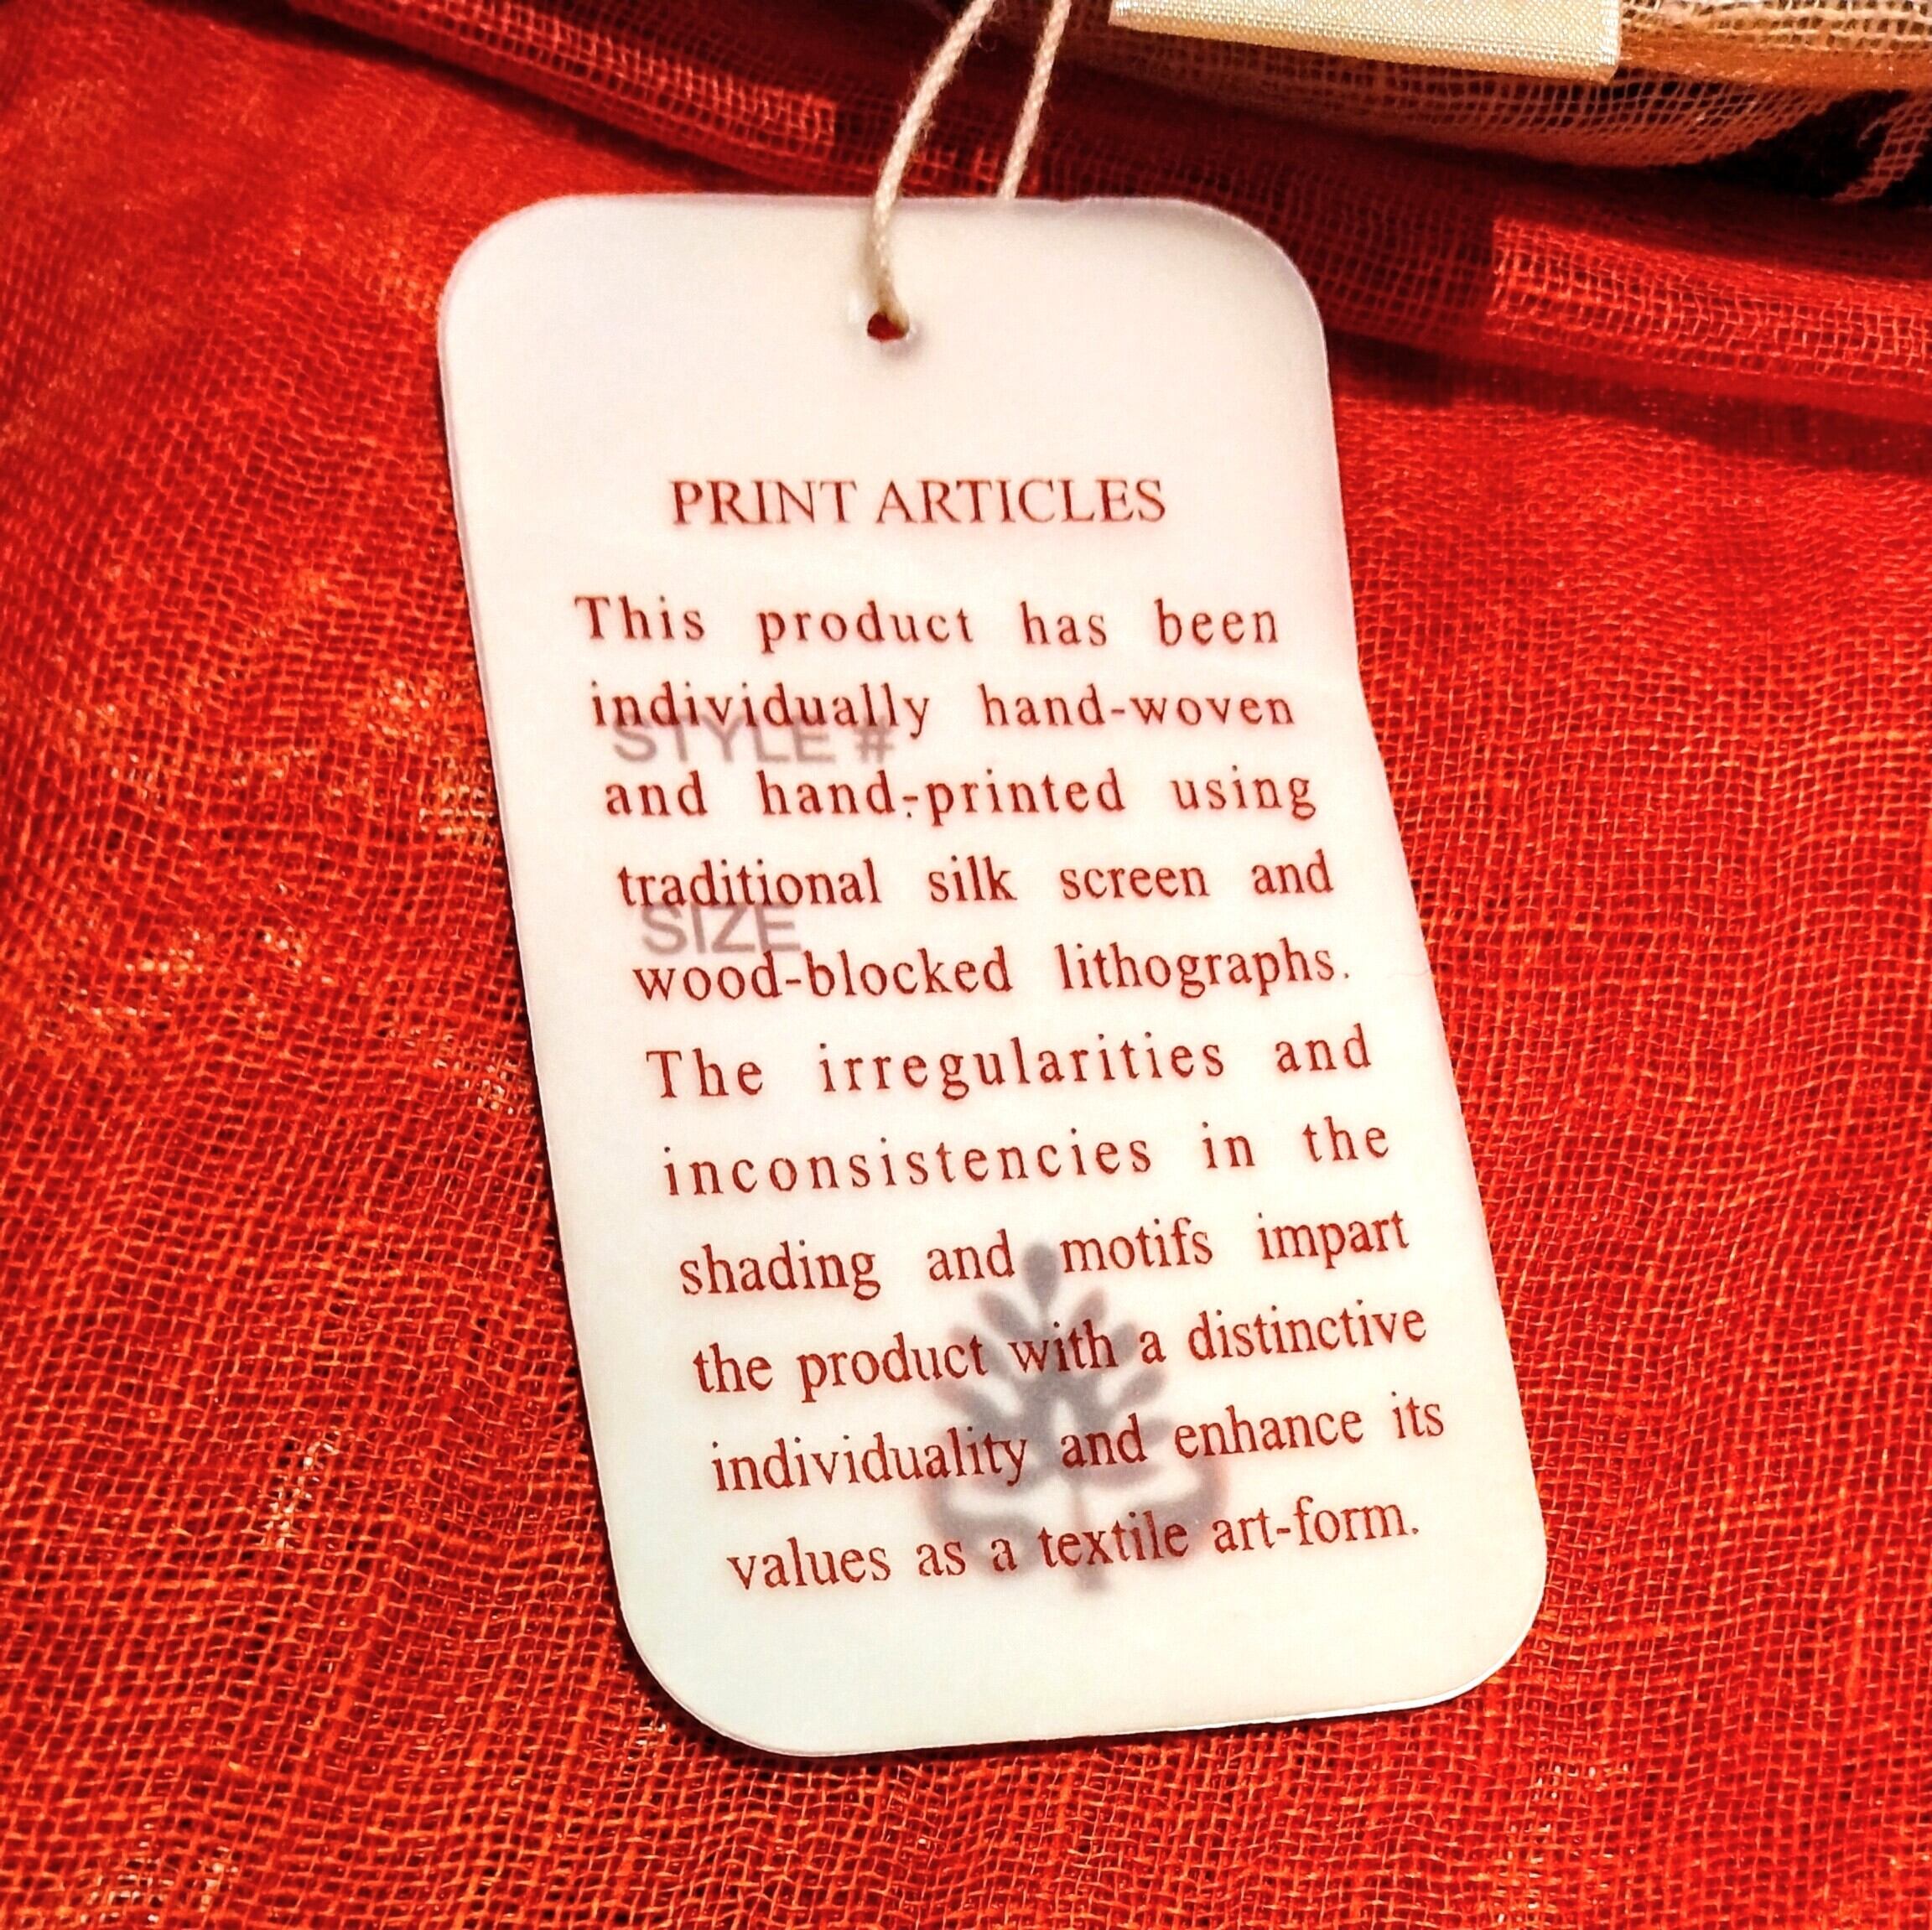 PRINT ARTICLES
This product has been
individually hand-woven
STYLE #
and hand-printed using
traditional silk screen and
SIZE
wood-blocked lithographs.
The irregularities and
inconsistencies in the
shading and motifs impart
the product with a distinctive
individuality and enhance its
values as a textile art-form.